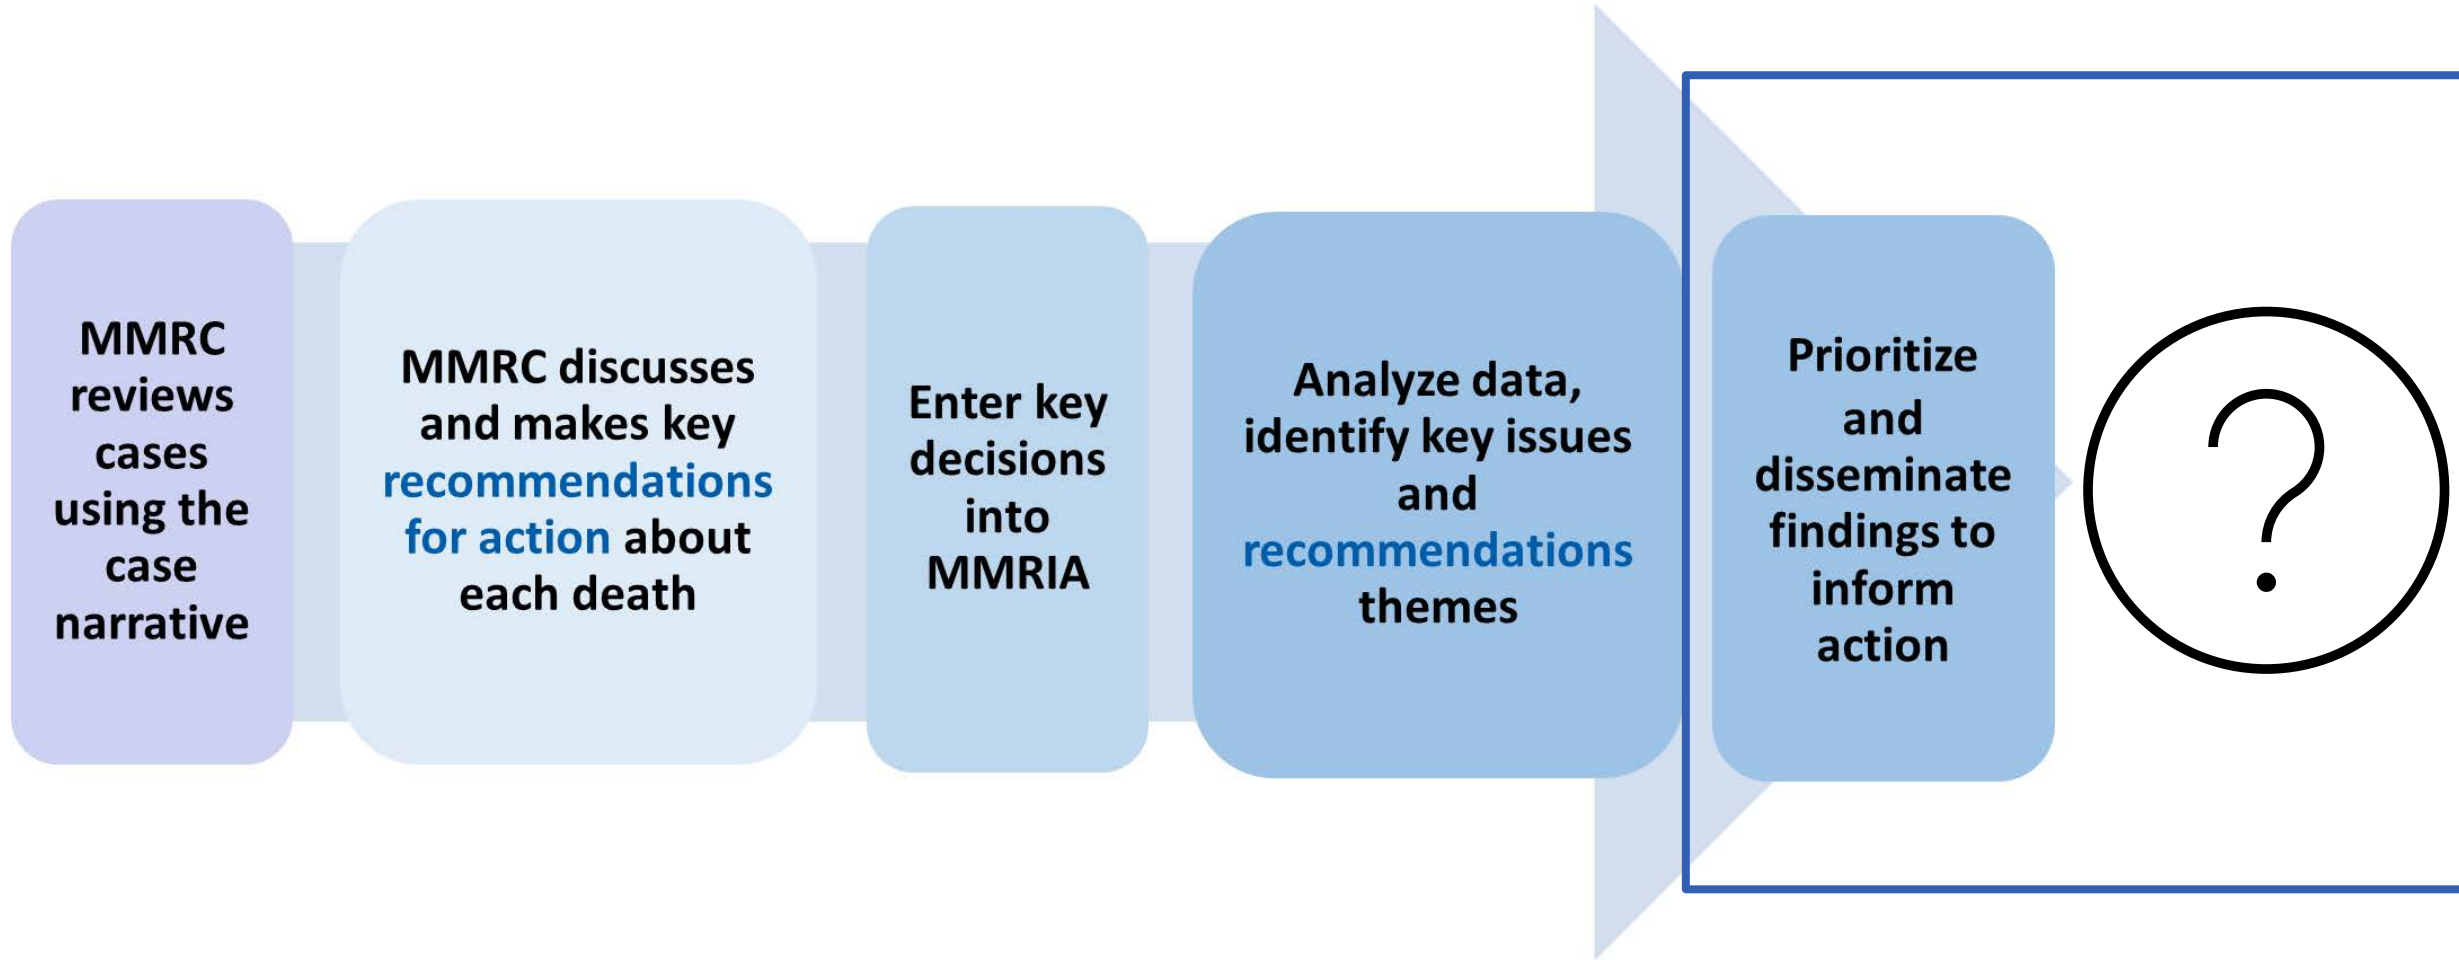 MMRC
reviews
cases
using the
case
narrative
MMRC discusses
and makes key
recommendations
for action about
each death
Enter key
decisions
into
MMRIA
Analyze data,
identify key issues
and
recommendations
themes
Prioritize
and
disseminate
findings to
inform
action
?